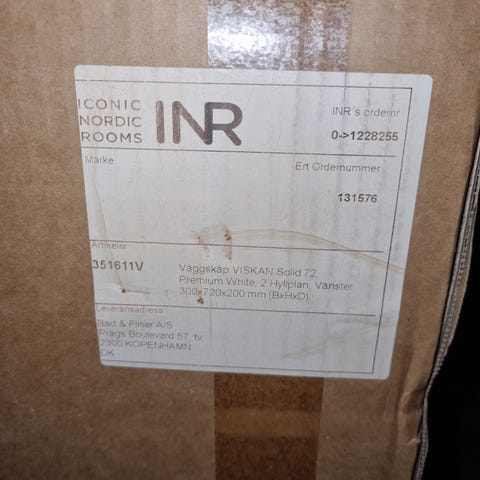 ICONIC
NORDIC
ROOMS
INR
INR´s ordernr
0->1228255
Märke
Ert Ordernummer
131576
Artikelnr
351611V
Väggskåp VISKAN Solid 72,
Premium White, 2 Hyllplan, Vänster
300x720x200 mm (BxHxD)
Leveransadress
Bad & Fliser A/S
Prags Boulevard 57, tv
2300 KÖPENHAMN
DK